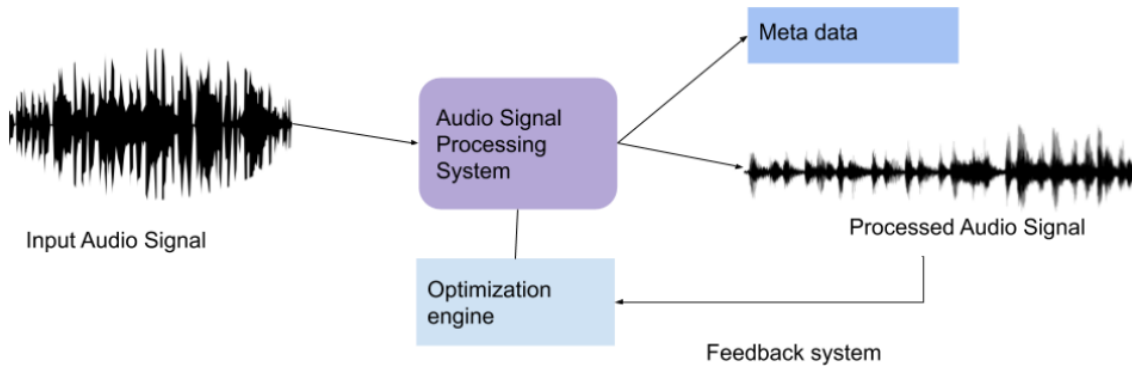 Meta data
Audio Signal
Processing
System
Input Audio Signal
Processed Audio Signal
Optimization
engine
Feedback system